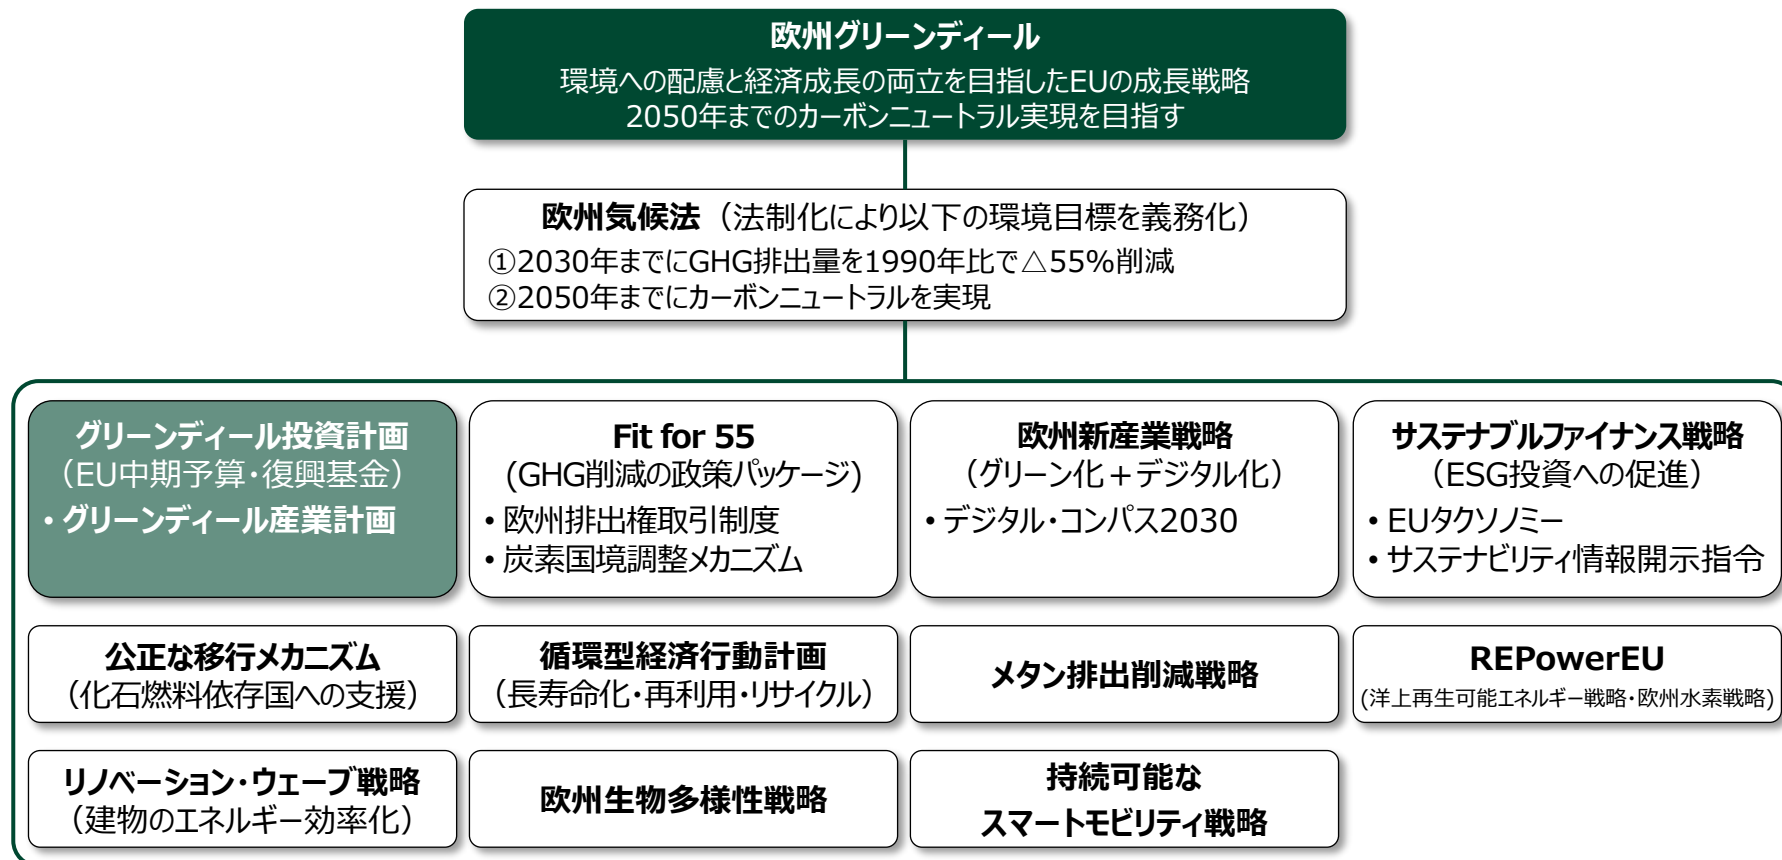 欧州グリーンディール
環境への配慮と経済成長の両立を目指したEUの成長戦略
2050年までのカーボンニュートラル実現を目指す
欧州気候法（法制化により以下の環境目標を義務化）
①2030年までにGHG排出量を1990年比で△55%削減
②2050年までにカーボンニュートラルを実現
グリーンディール投資計画
（EU中期予算・復興基金）
・グリーンディール産業計画
Fit for 55
(GHG削減の政策パッケージ)
• 欧州排出権取引制度
• 炭素国境調整メカニズム
欧州新産業戦略
（グリーン化＋デジタル化）
• デジタル・コンパス2030
サステナブルファイナンス戦略
（ESG投資への促進）
• EUタクソノミー
• サステナビリティ情報開示指令
公正な移行メカニズム
（化石燃料依存国への支援）
循環型経済行動計画
（長寿命化・再利用・リサイクル）
メタン排出削減戦略
REPowerEU
(洋上再生可能エネルギー戦略・欧州水素戦略)
リノベーション・ウェーブ戦略
（建物のエネルギー効率化）
欧州生物多様性戦略
持続可能な
スマートモビリティ戦略